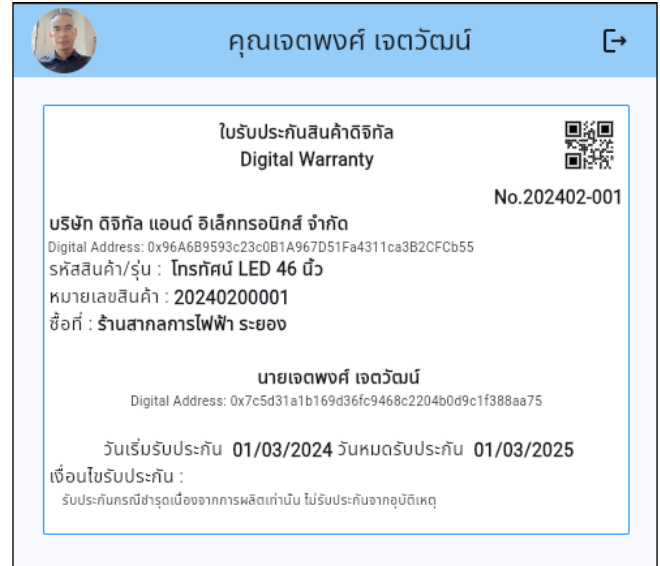 คุณเจตพงศ์ เจตวัฒน์
ใบรับประกันสินค้าดิจิทัล
Digital Warranty
No.202402-001
บริษัท ดิจิทัล แอนด์ อิเล็กทรอนิกส์ จำกัด
Digital Address: 0x96A6B9593c23c0B1A967D51Fa4311ca3B2CFCb55
รหัสสินค้า/รุ่น : โทรทัศน์ LED 46 นิ้ว
หมายเลขสินค้า : 20240200001
ซื้อที่ : ร้านสากลการไฟฟ้า ระยอง
นายเจตพงศ์ เจตวัฒน์
Digital Address: 0x7c5d31a1b169d36fc9468c2204b0d9c1f388aa75
วันเริ่มรับประกัน 01/03/2024 วันหมดรับประกัน 01/03/2025
เงื่อนไขรับประกัน :
รับประกันกรณีชำรุดเนื่องจากการผลิตเท่านั้น ไม่รับประกันจากอุบัติเหตุ